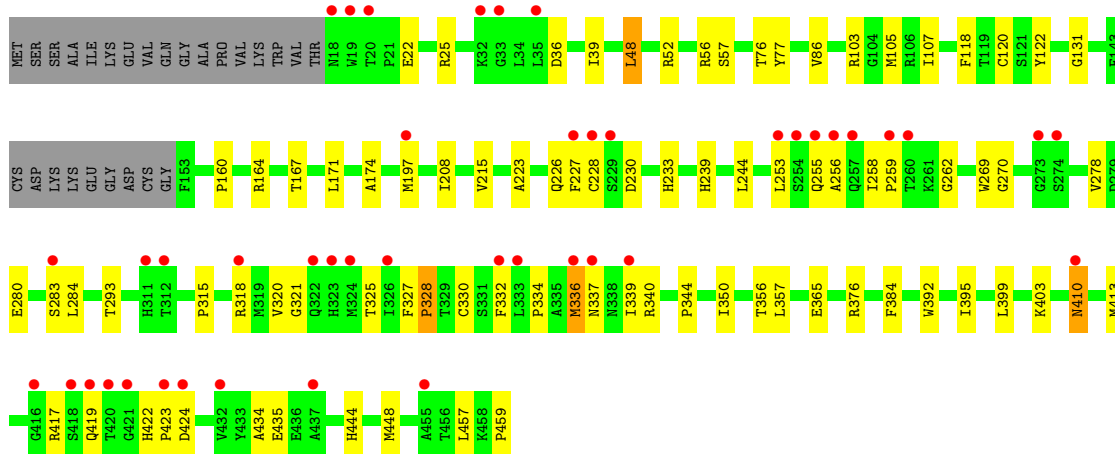 MET SER SER ALA ILE LYS GLU VAL GLN GLY ALA PRO VAL LYS TRP VAL THR N18 W19 T20 P21 E22 R25 K32 G33 L34 L35 D36 I39 L48 R52 R56 S57 T76 Y77 V86 R103 G104 M105 R106 I107 F118 T119 C120 S121 Y122 G131
CYS ASP LYS LYS GLU GLY ASP CYS GLY F153 P160 R164 T167 L171 A174 M197 I208 V215 A223 Q226 F227 C228 S229 D230 H233 H239 L244 L253 S254 Q255 A256 Q257 I258 P259 T260 K261 G262 W269 G270 G273 S274 V278
E280 S283 L284 T293 H311 T312 P315 R318 M319 V320 G321 Q322 H323 M324 T325 I326 F327 P328 T329 C330 S331 F332 L333 P334 A335 M336 N337 N338 I339 R340 P344 I350 T356 L357 E365 R376 F384 W392 I395 L399 K403 N410 M413
G416 R417 S418 Q419 T420 G421 H422 P423 D424 V432 Y433 A434 E435 E436 A437 H444 M448 A455 T456 L457 K458 P459